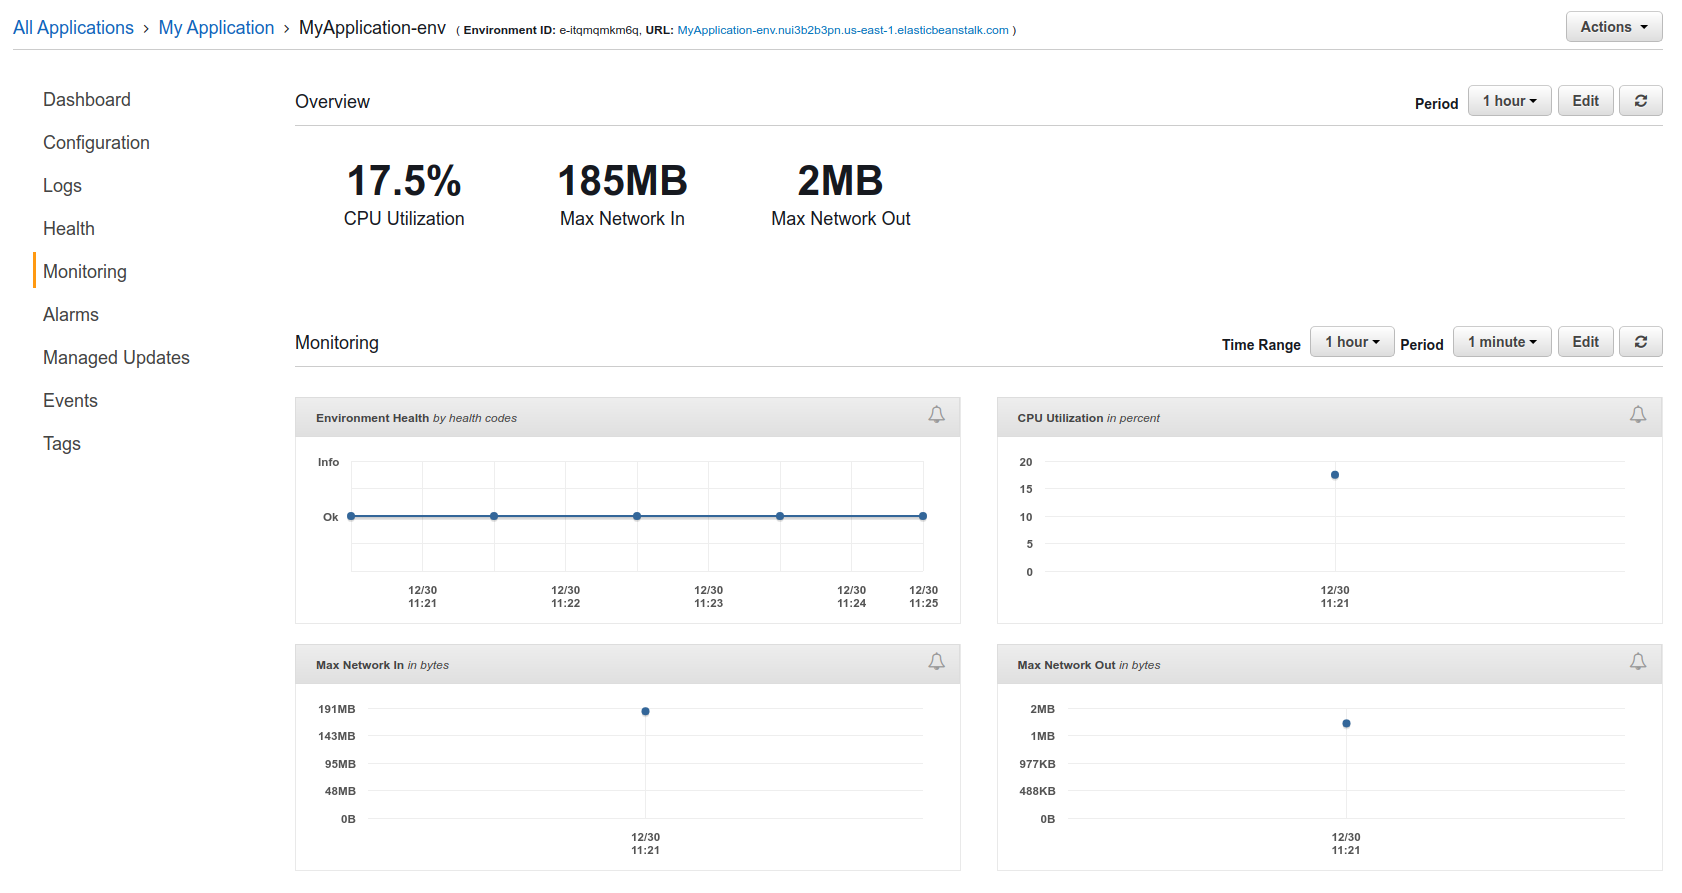 All Applications › My Application › MyApplication-env ( Environment ID: e-itqmqmkm6q, URL: MyApplication-env.nui3b2b3pn.us-east-1.elasticbeanstalk.com )
Actions
Dashboard
Configuration
Logs
Health
Monitoring
Alarms
Managed Updates
Events
Tags
Overview
Period 1 hour Edit
17.5% 185MB 2MB
CPU Utilization Max Network In Max Network Out
Monitoring
Time Range 1 hour Period 1 minute Edit
Environment Health by health codes
Info
Ok
12/30 12/30 12/30 12/30 12/30
11:21 11:22 11:23 11:24 11:25
CPU Utilization in percent
20
15
10
5
0
12/30
11:21
Max Network In in bytes
191MB
143MB
95MB
48MB
0B
12/30
11:21
Max Network Out in bytes
2MB
1MB
977KB
488KB
0B
12/30
11:21